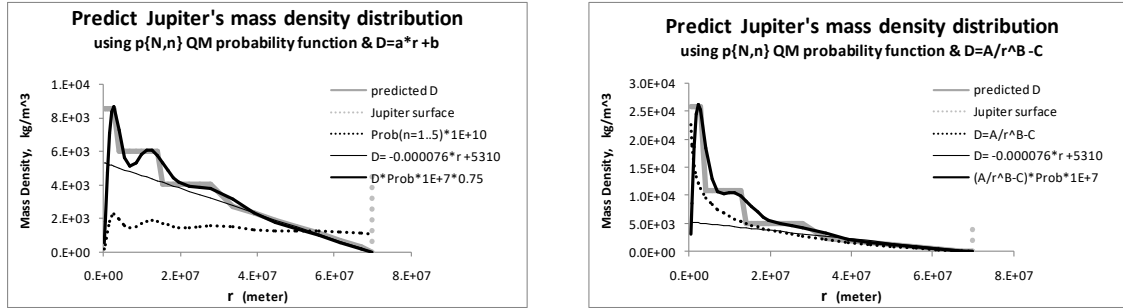 Predict Jupiter's mass density distribution
using p{N,n} QM probability function & D=a*r +b
1.E+04
8.E+03
6.E+03
4.E+03
2.E+03
0.E+00
Mass Density, kg/m^3
predicted D
Jupiter surface
Prob(n=1..5)*1E+10
D= -0.000076*r +5310
D*Prob*1E+7*0.75
0.E+00
2.E+07
4.E+07
6.E+07
8.E+07
r (meter)
Predict Jupiter's mass density distribution
using p{N,n} QM probability function & D=A/r^B -C
3.0E+04
2.5E+04
2.0E+04
1.5E+04
1.0E+04
5.0E+03
0.0E+00
Mass Density, kg/m^3
predicted D
Jupiter surface
D=A/r^B-C
D= -0.000076*r +5310
(A/r^B-C)*Prob*1E+7
0.E+00
2.E+07
4.E+07
6.E+07
8.E+07
r (meter)